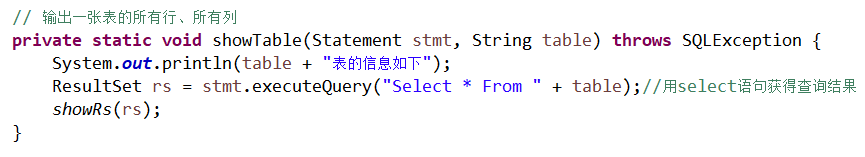 // 输出一张表的所有行、所有列
private static void showTable(Statement stmt, String table) throws SQLException {
    System.out.println(table + "表的信息如下");
    ResultSet rs = stmt.executeQuery("Select * From " + table);//用select语句获得查询结果
    showRs(rs);
}